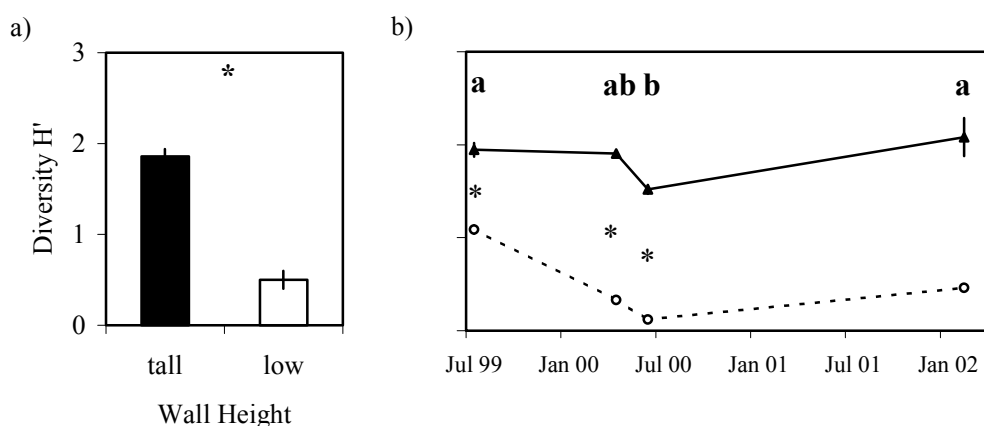 a)
3
2
1
0
Diversity H'
*
tall low
Wall Height
b)
a ab b a
*
* *
Jul 99 Jan 00 Jul 00 Jan 01 Jul 01 Jan 02